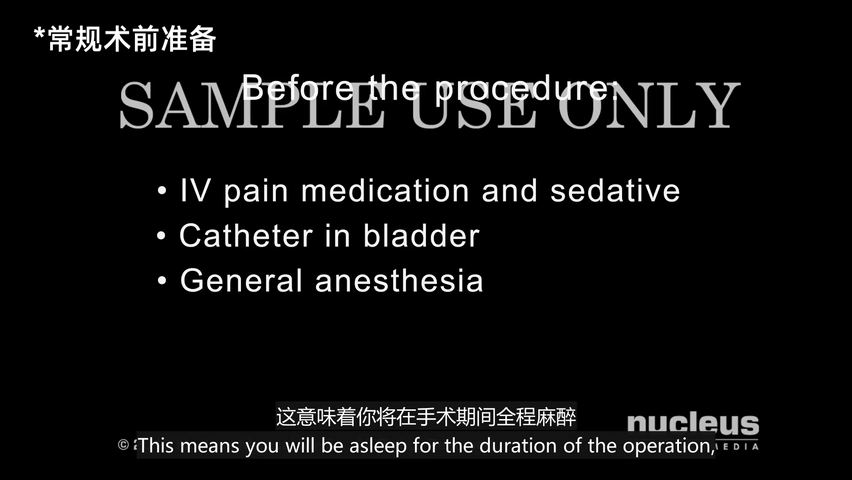 *常规术前准备
Before the procedure:
SAMPLE USE ONLY
• IV pain medication and sedative
• Catheter in bladder
• General anesthesia
这意味着你将在手术期间全程麻醉
nucleus
This means you will be asleep for the duration of the operation,
©
EDIA